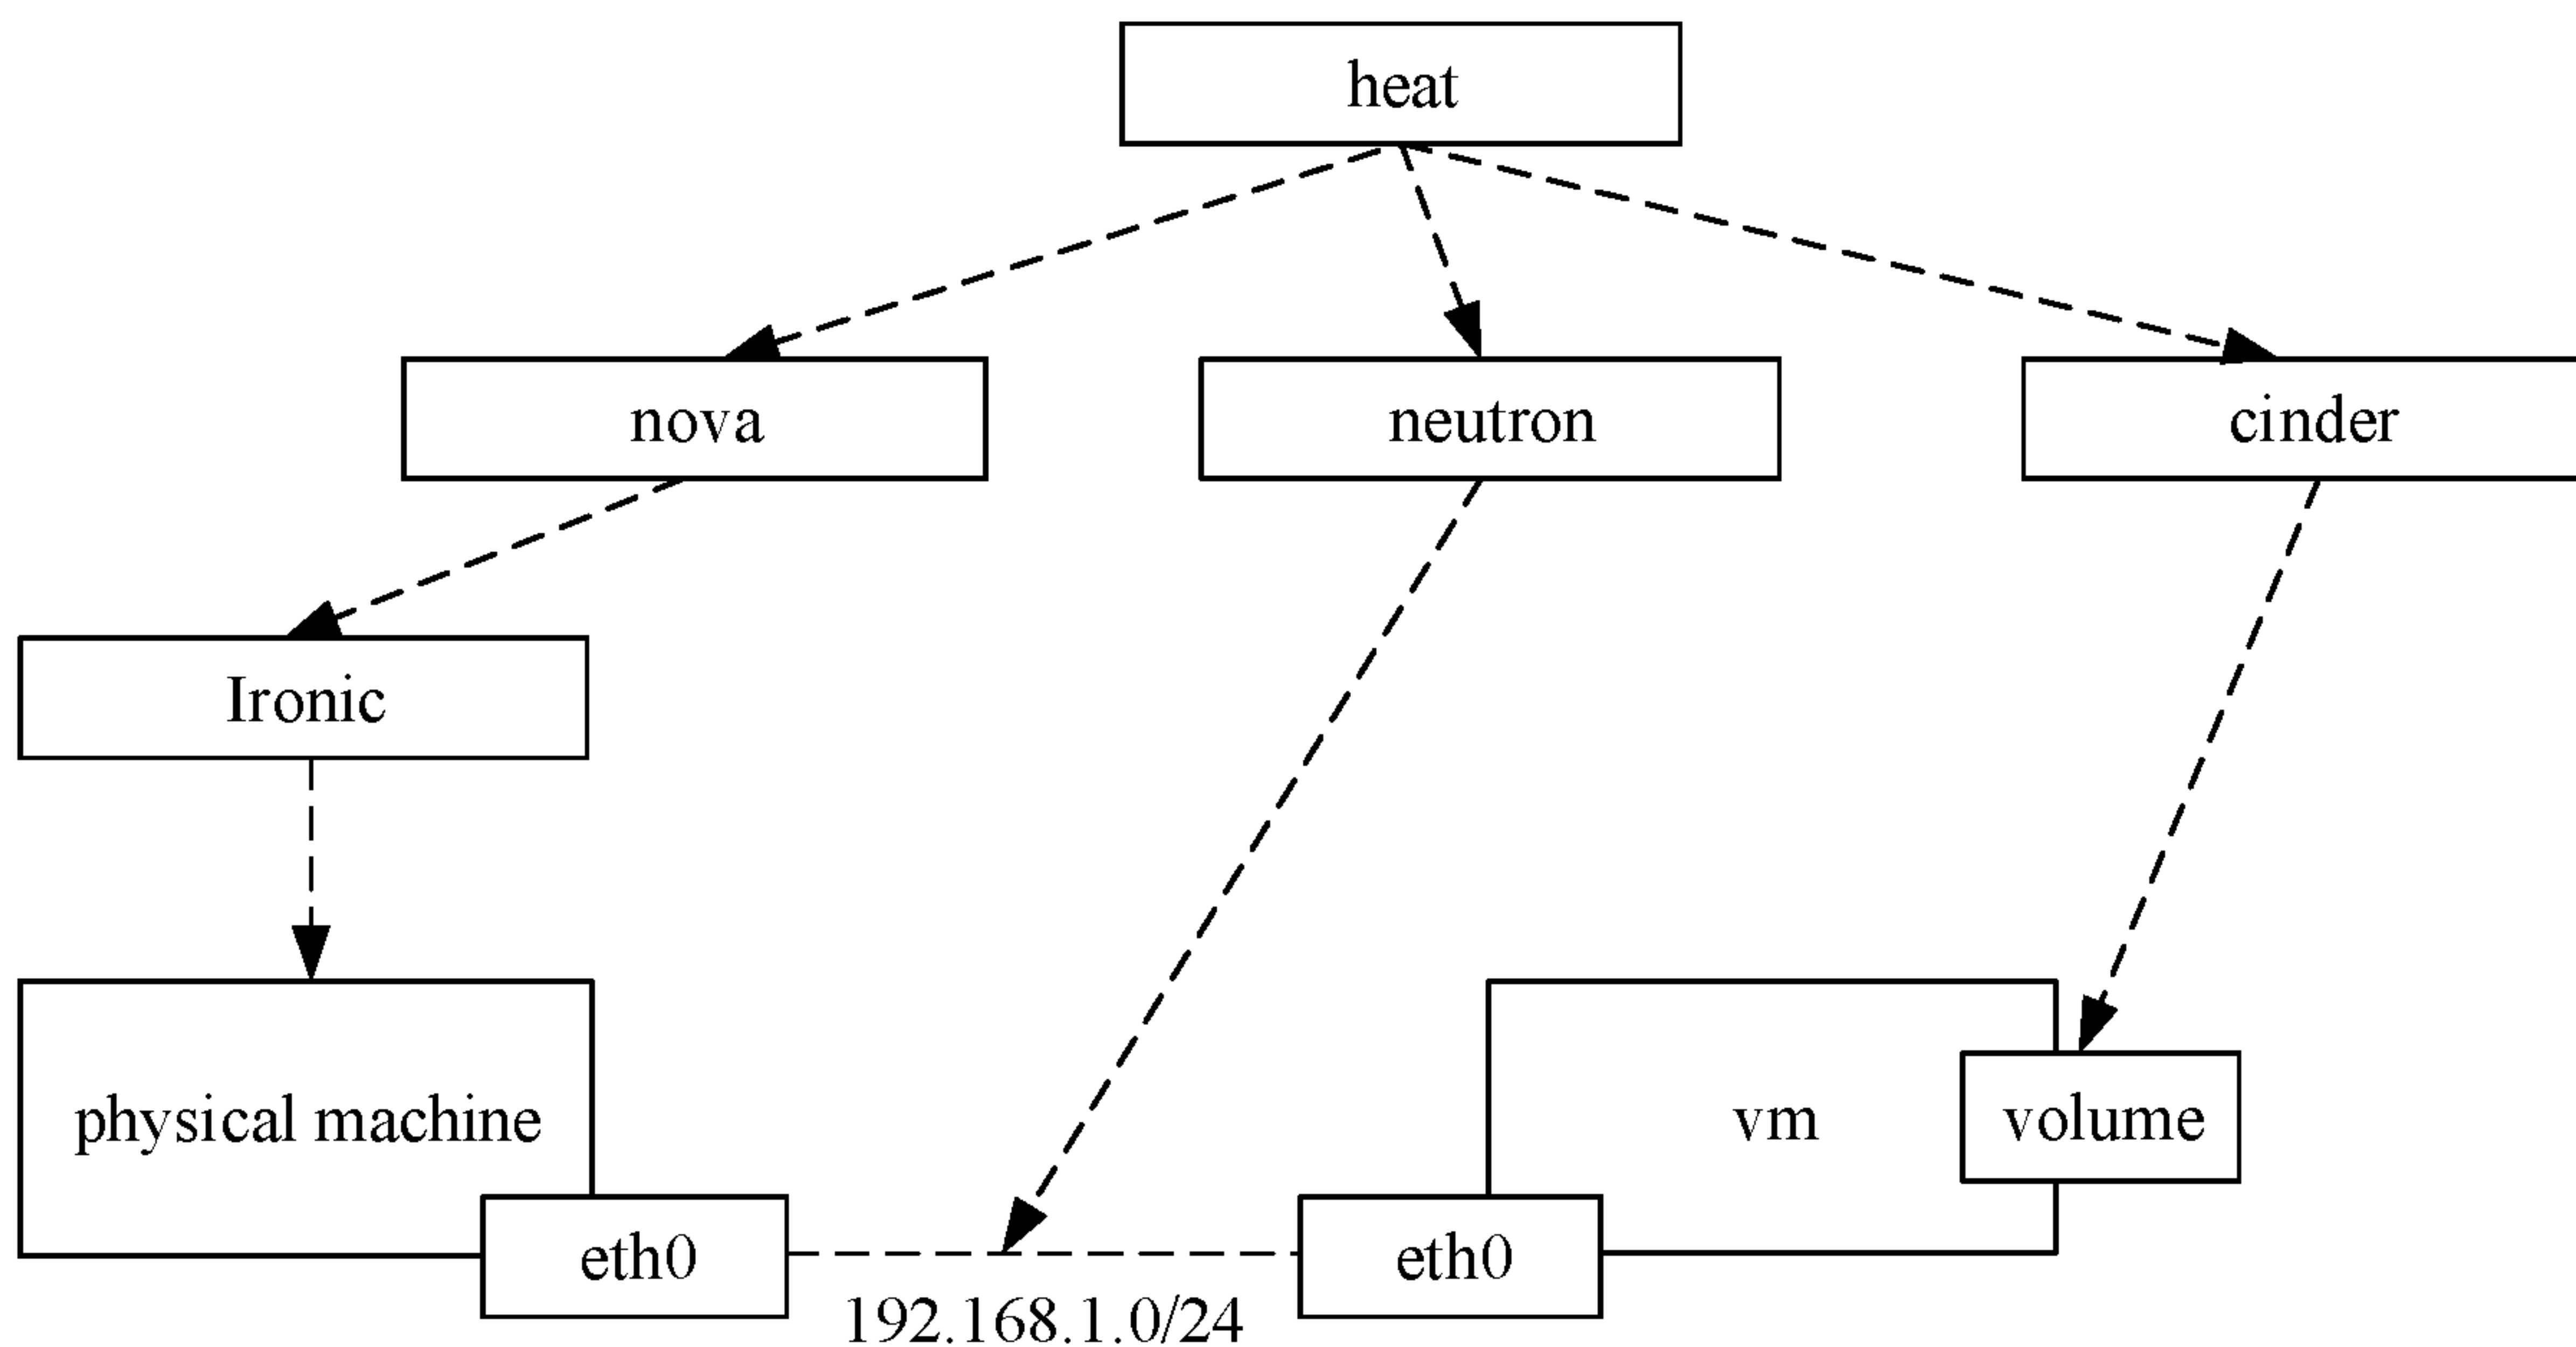 heat
nova
neutron
cinder
Ironic
physical machine
vm
volume
eth0
eth0
192.168.1.0/24